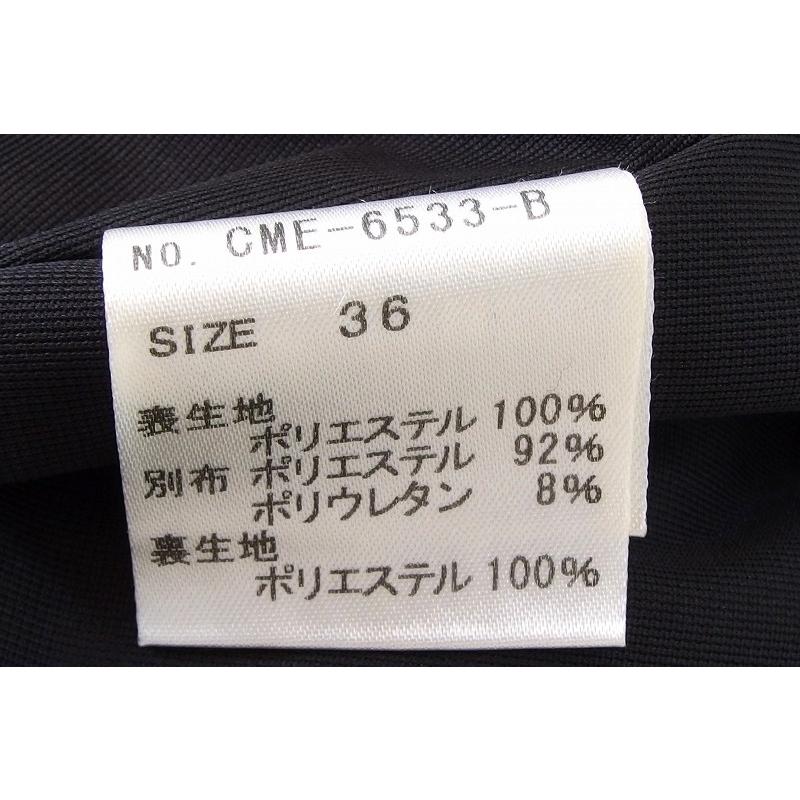 NO. CME-6533-B
SIZE 36
裏生地
ポリエステル 100%
別布 ポリエステル 92%
ポリウレタン 8%
裏生地
ポリエステル 100%